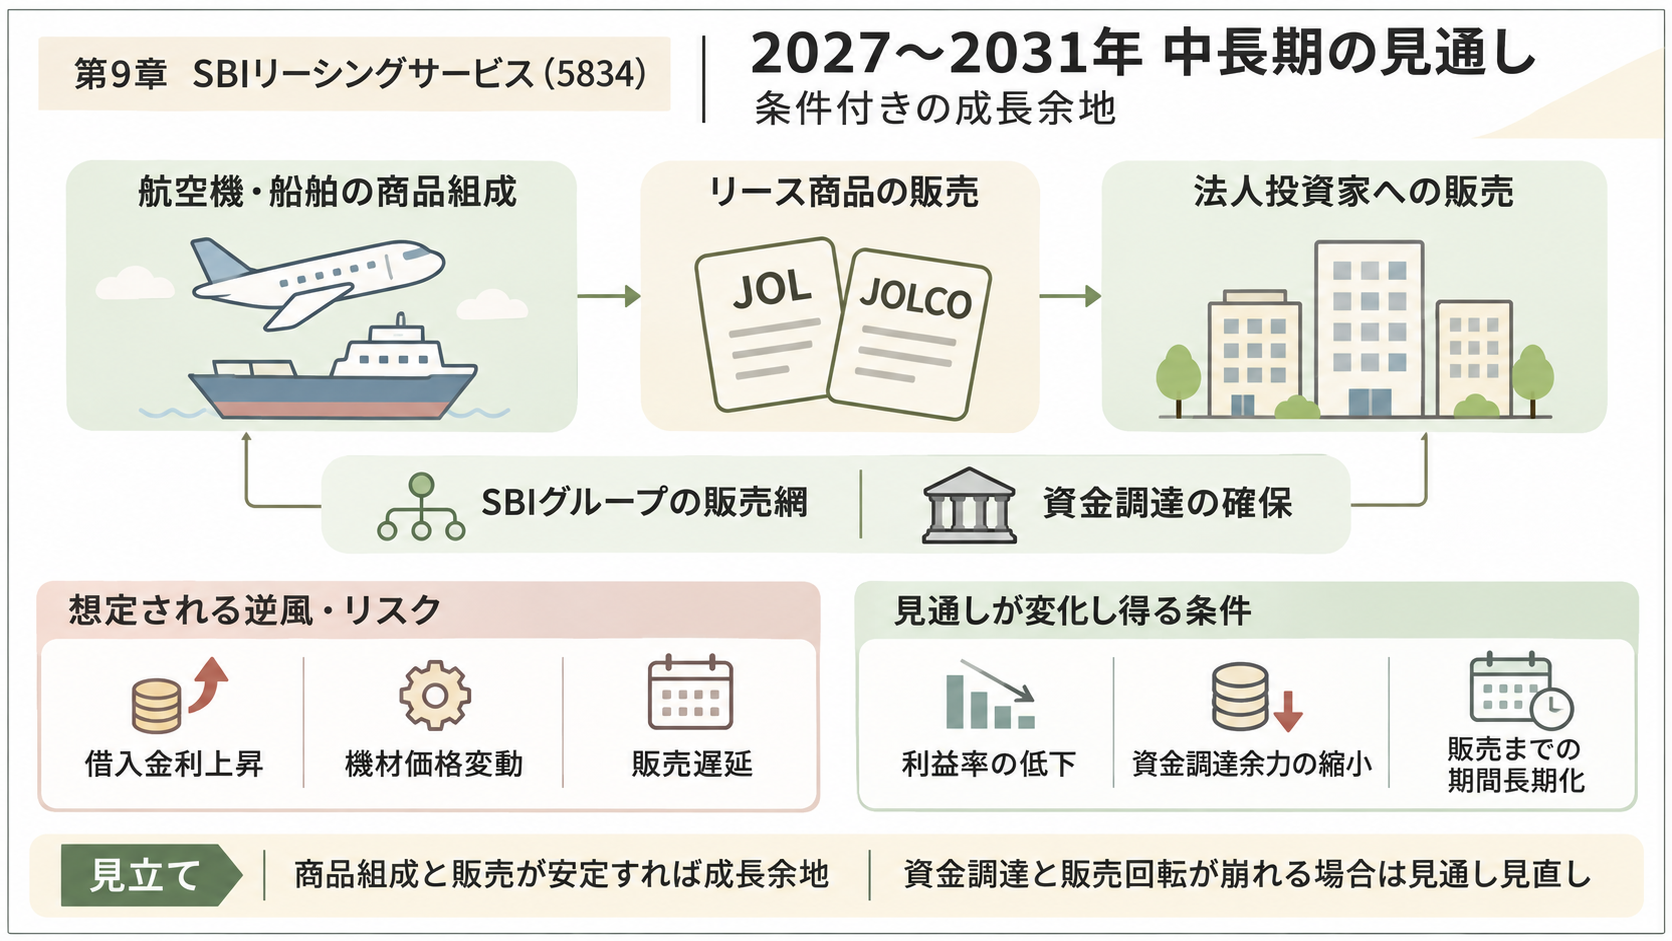 第9章 SBIリーシングサービス（5834）
2027～2031年 中長期の見通し
条件付きの成長余地
航空機・船舶の商品組成
リース商品の販売
法人投資家への販売
JOL
JOLCO
SBIグループの販売網
資金調達の確保
想定される逆風・リスク
見通しが変化し得る条件
借入金利上昇
機材価格変動
販売遅延
利益率の低下
資金調達余力の縮小
販売までの
期間長期化
見立て
商品組成と販売が安定すれば成長余地
資金調達と販売回転が崩れる場合は見通し見直し